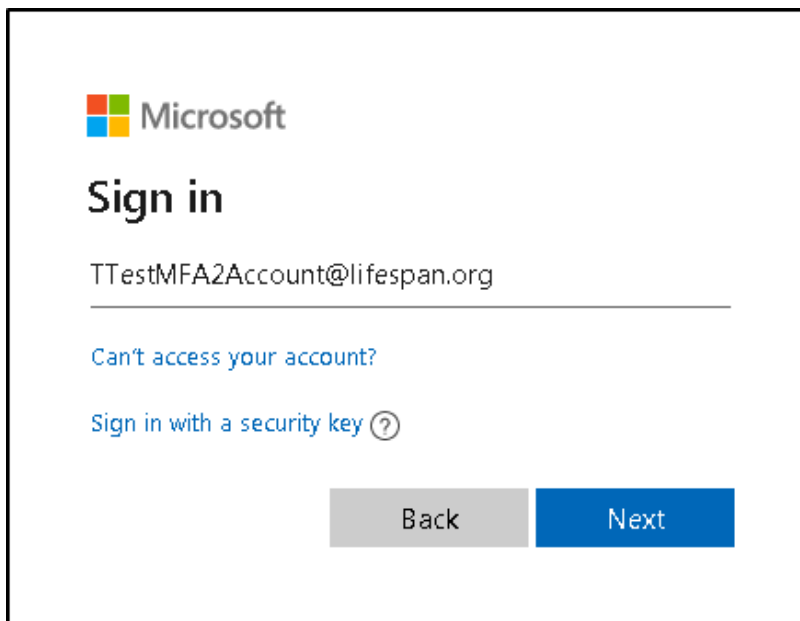 Microsoft
Sign in
TTestMFA2Account@lifespan.org
Can't access your account?
Sign in with a security key ?
Back Next